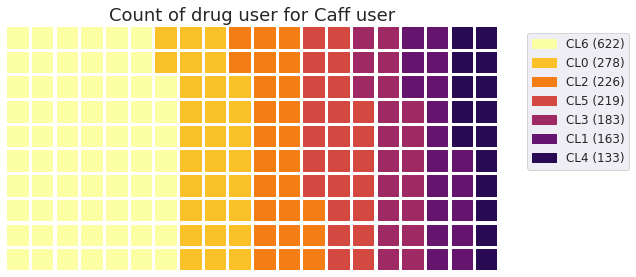 Count of drug user for Caff user
CL6 (622)
CL0 (278)
CL2 (226)
CL5 (219)
CL3 (183)
CL1 (163)
CL4 (133)